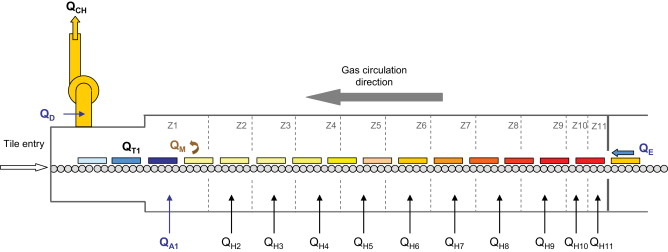 QCH
Gas circulation
direction
QD
Z1 Z2 Z3 Z4 Z5 Z6 Z7 Z8 Z9 Z10 Z11
Tile entry
QT1 QM QE
QA1 QH2 QH3 QH4 QH5 QH6 QH7 QH8 QH9 QH10 QH11